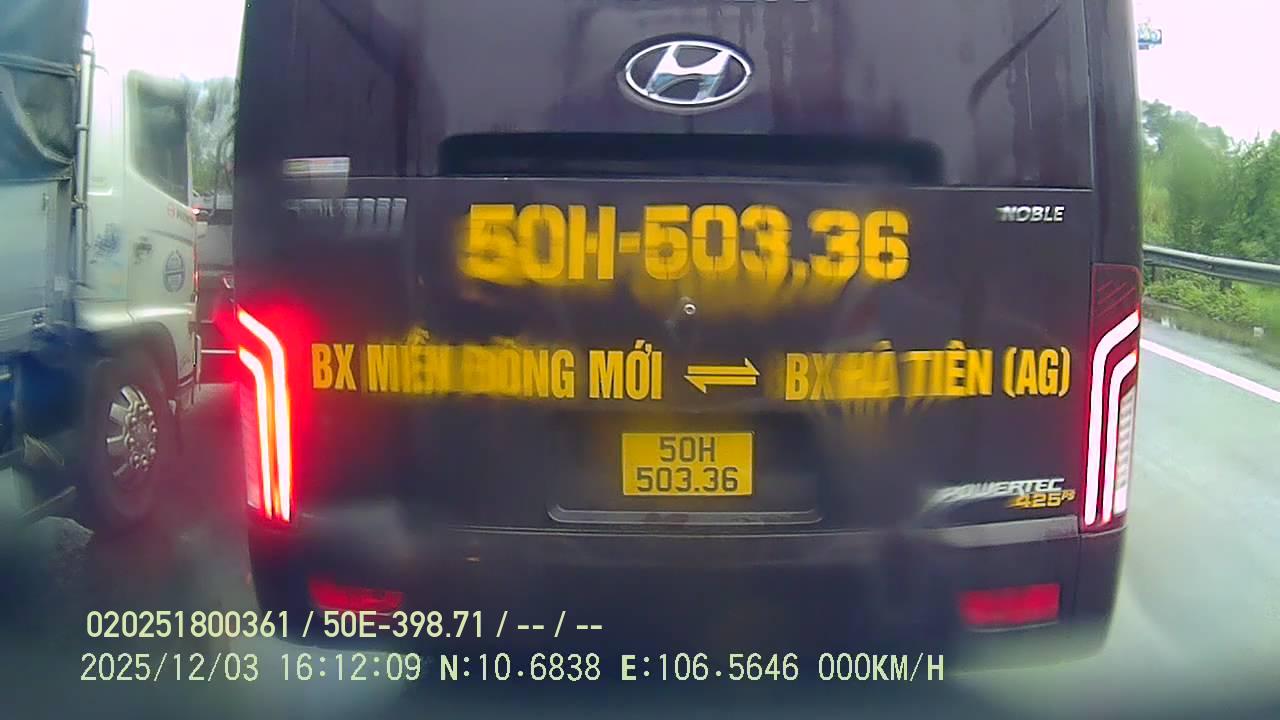 NOBLE
50H-503.36
BX MIỀN ĐÔNG MỚI ⇌ BX HÀ TIÊN (AG)
50H
503.36
POWERTEC
425PS
020251800361 / 50E-398.71 / -- / --
2025/12/03 16:12:09 N:10.6838 E:106.5646 000KM/H